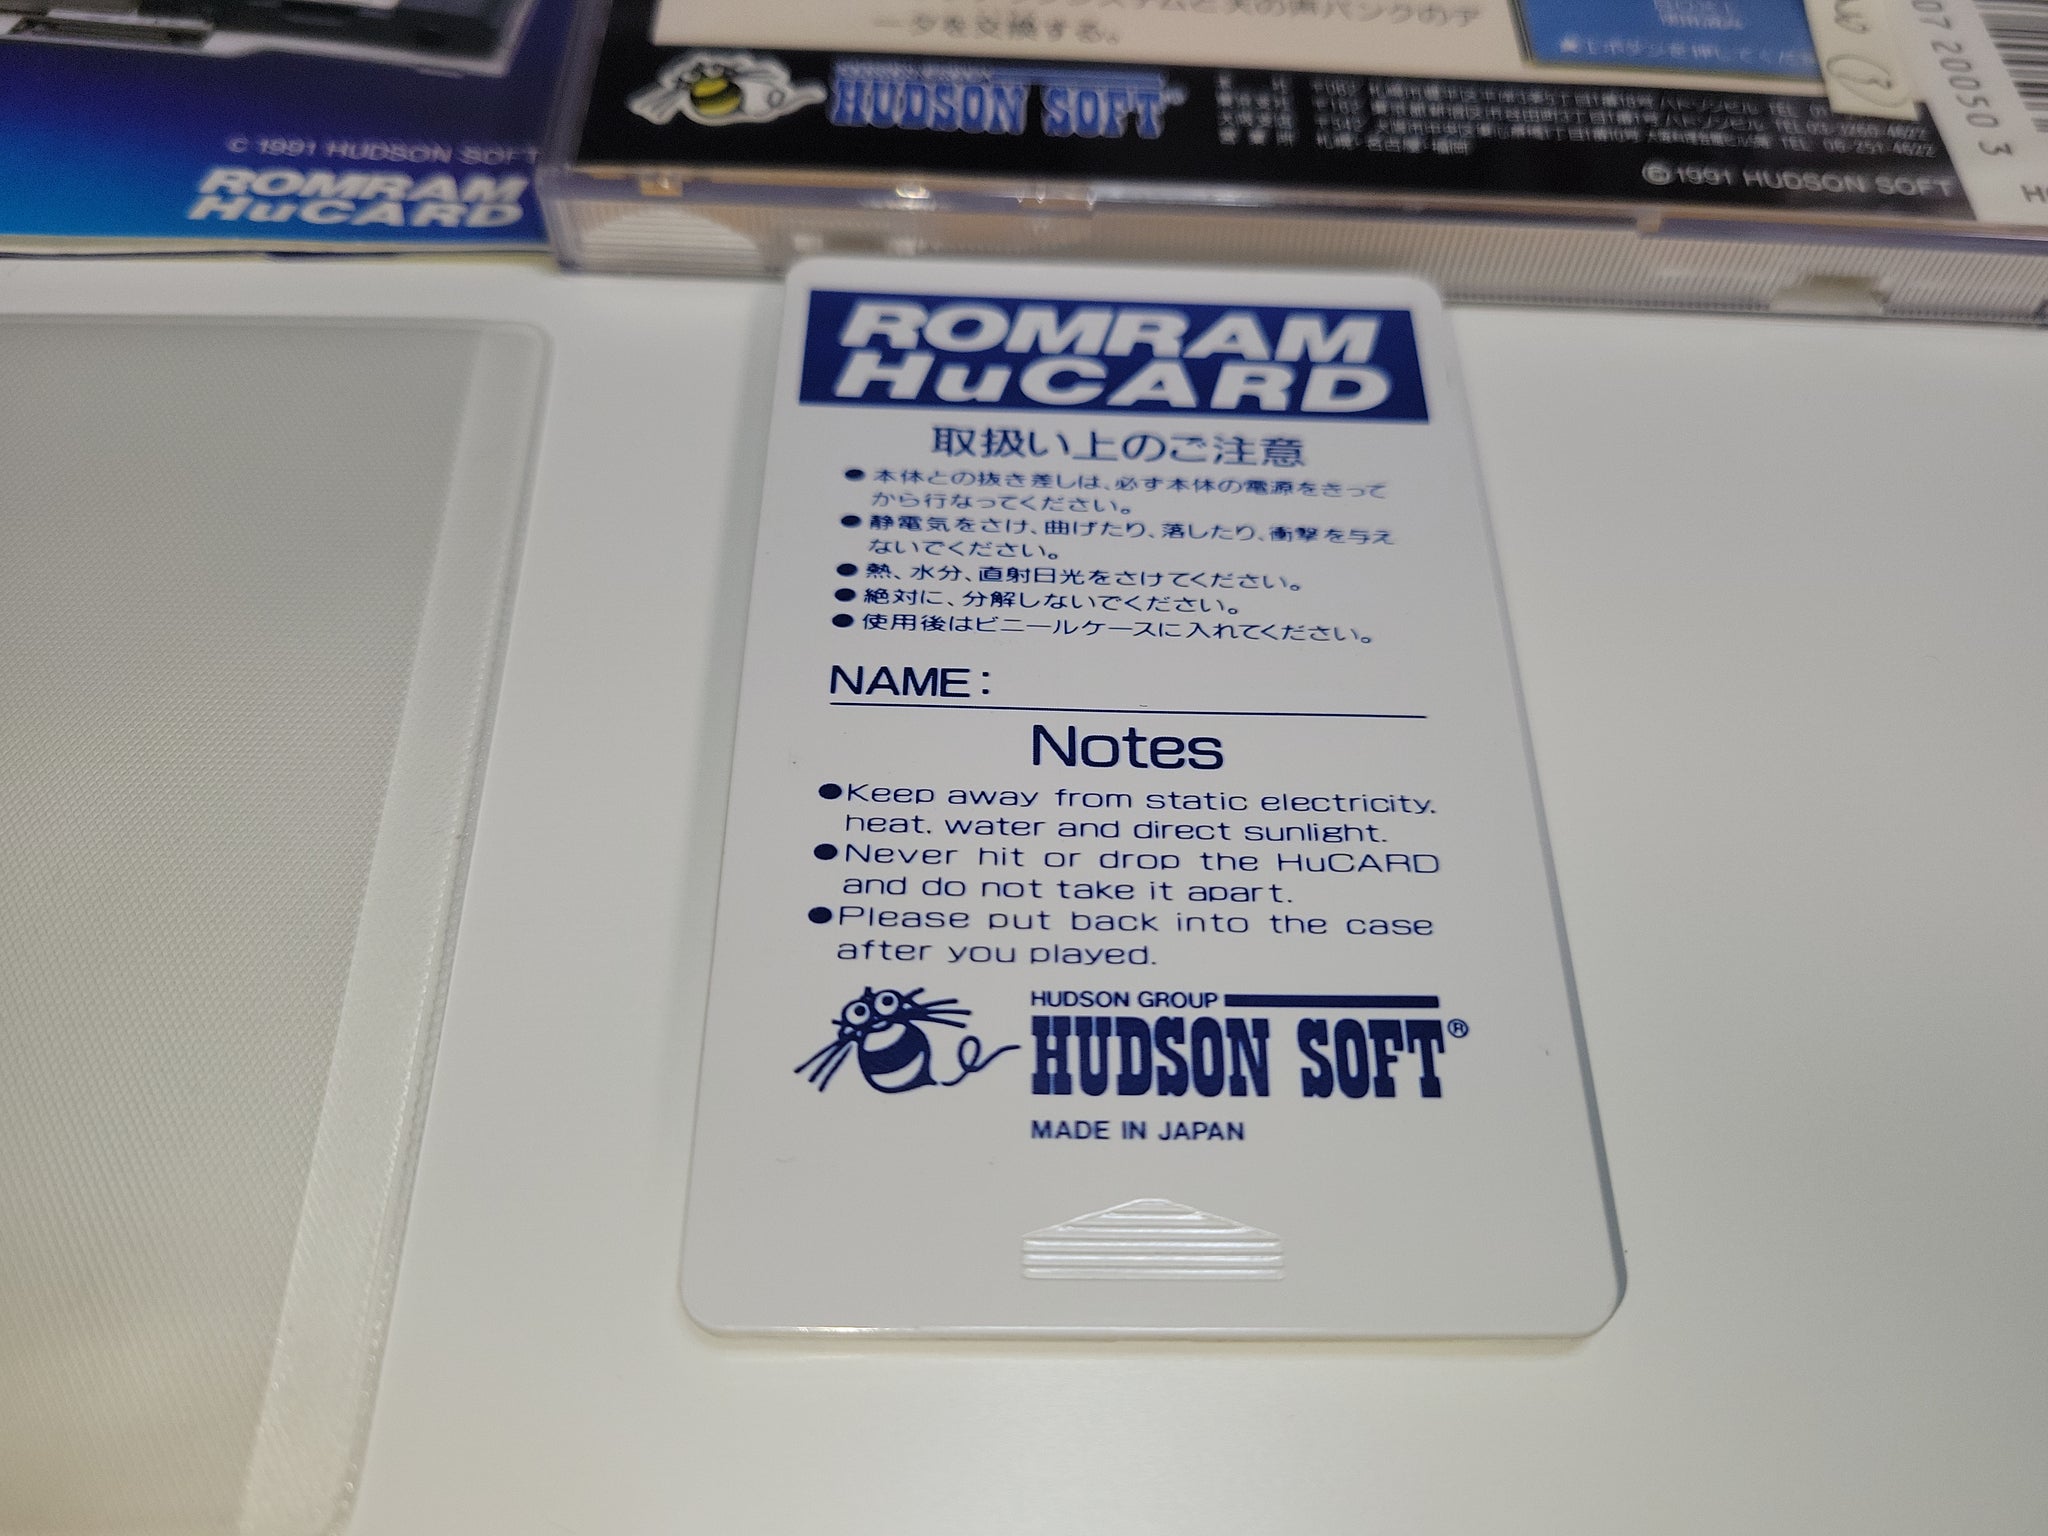 ータを交換する。
HUDSON SOFT
©1991 HUDSON SOFT
07200503
© 1991 HUDSON SOFT
ROMRAM
HuCARD
ROMRAM
HuCARD
取扱い上のご注意
●本体との抜き差しは、必ず本体の電源をきって
から行なってください。
●静電気をさけ、曲げたり、落したり、衝撃を与え
ないでください。
●熱、水分、直射日光をさけてください。
●絶対に、分解しないでください。
●使用後はビニールケースに入れてください。
NAME:
Notes
●Keep away from static electricity.
heat. water and direct sunlight.
●Never hit or drop the HuCARD
and do not take it apart.
●Please put back into the case
after you played.
HUDSON GROUP
HUDSON SOFT®
MADE IN JAPAN